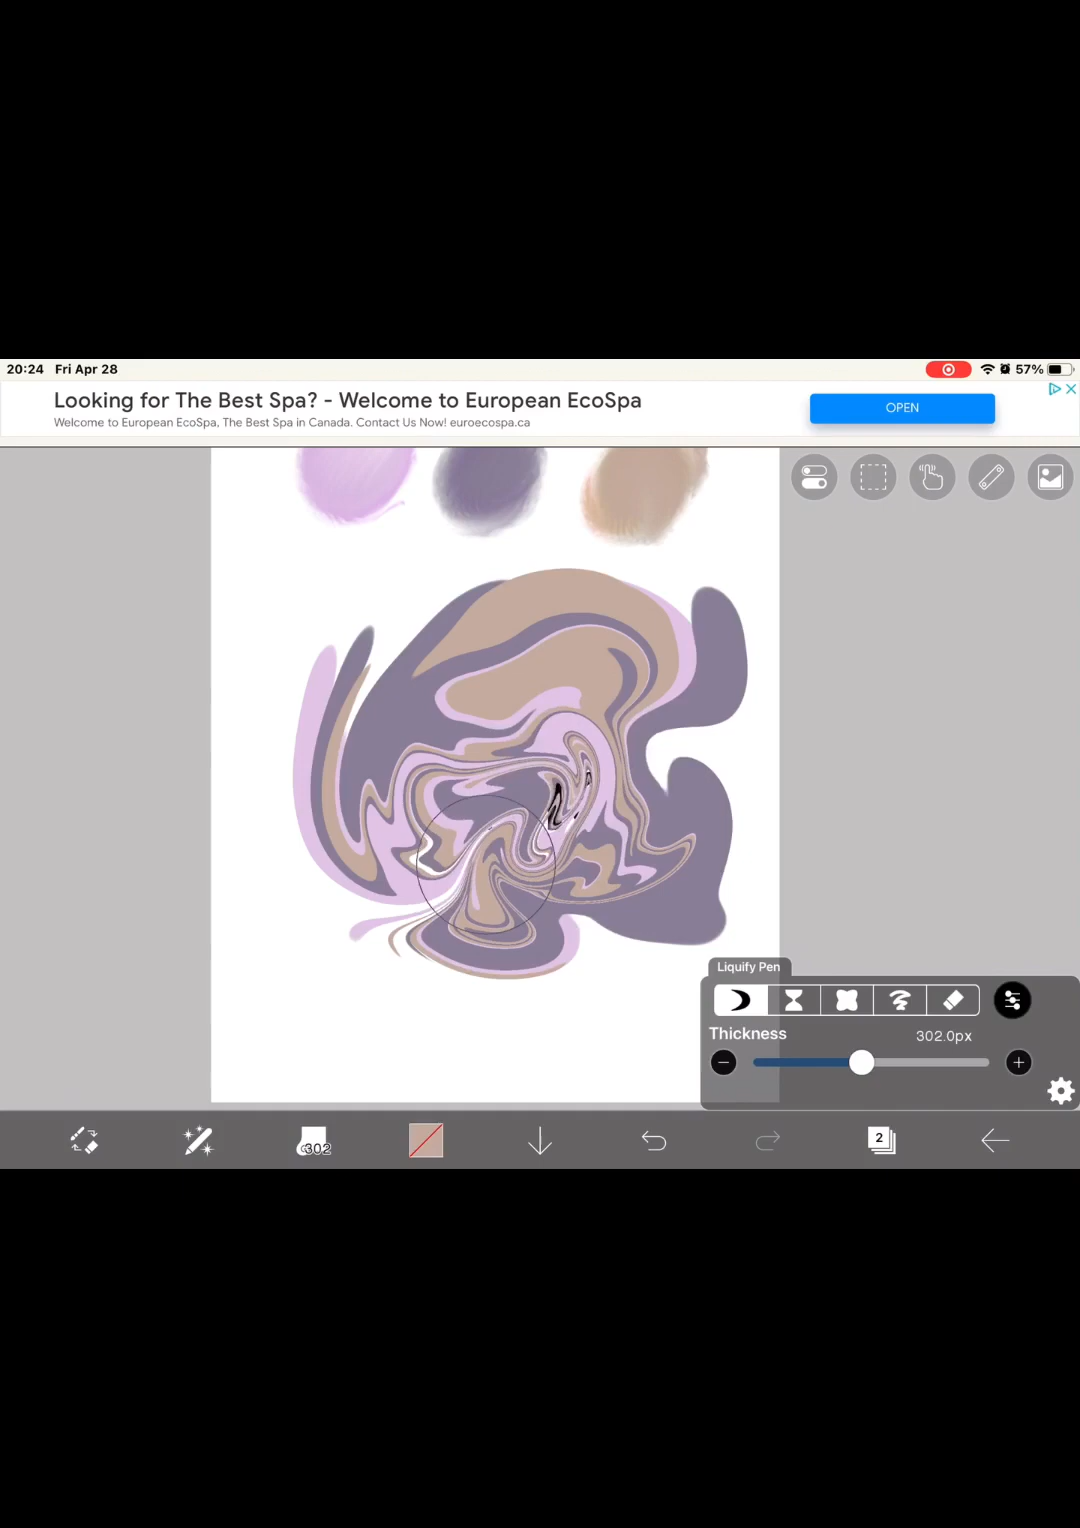 20:24 Fri Apr 28
57%
Looking for The Best Spa? - Welcome to European EcoSpa
Welcome to European EcoSpa, The Best Spa in Canada. Contact Us Now! euroecospa.ca
OPEN
Liquify Pen
Thickness
302.0px
302
2